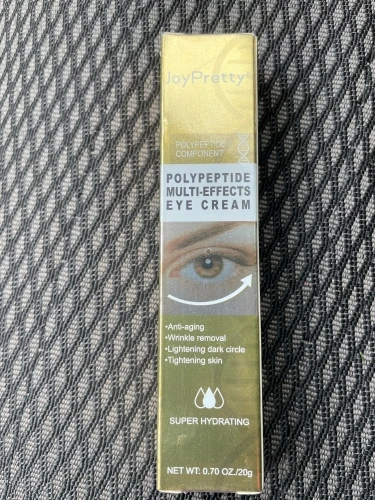 JoyPretty
POLYPEPTIDE
COMPONENT
POLYPEPTIDE
MULTI-EFFECTS
EYE CREAM
•Anti-aging
•Wrinkle removal
•Lightening dark circle
•Tightening skin
SUPER HYDRATING
NET WT: 0.70 OZ./20g